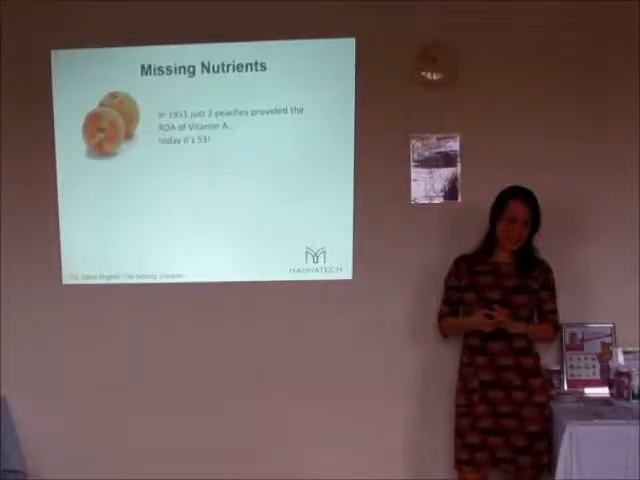 Missing Nutrients
In 1951 just 2 peaches provided the
RDA of Vitamin A..
today it's 53!
MANNATECH